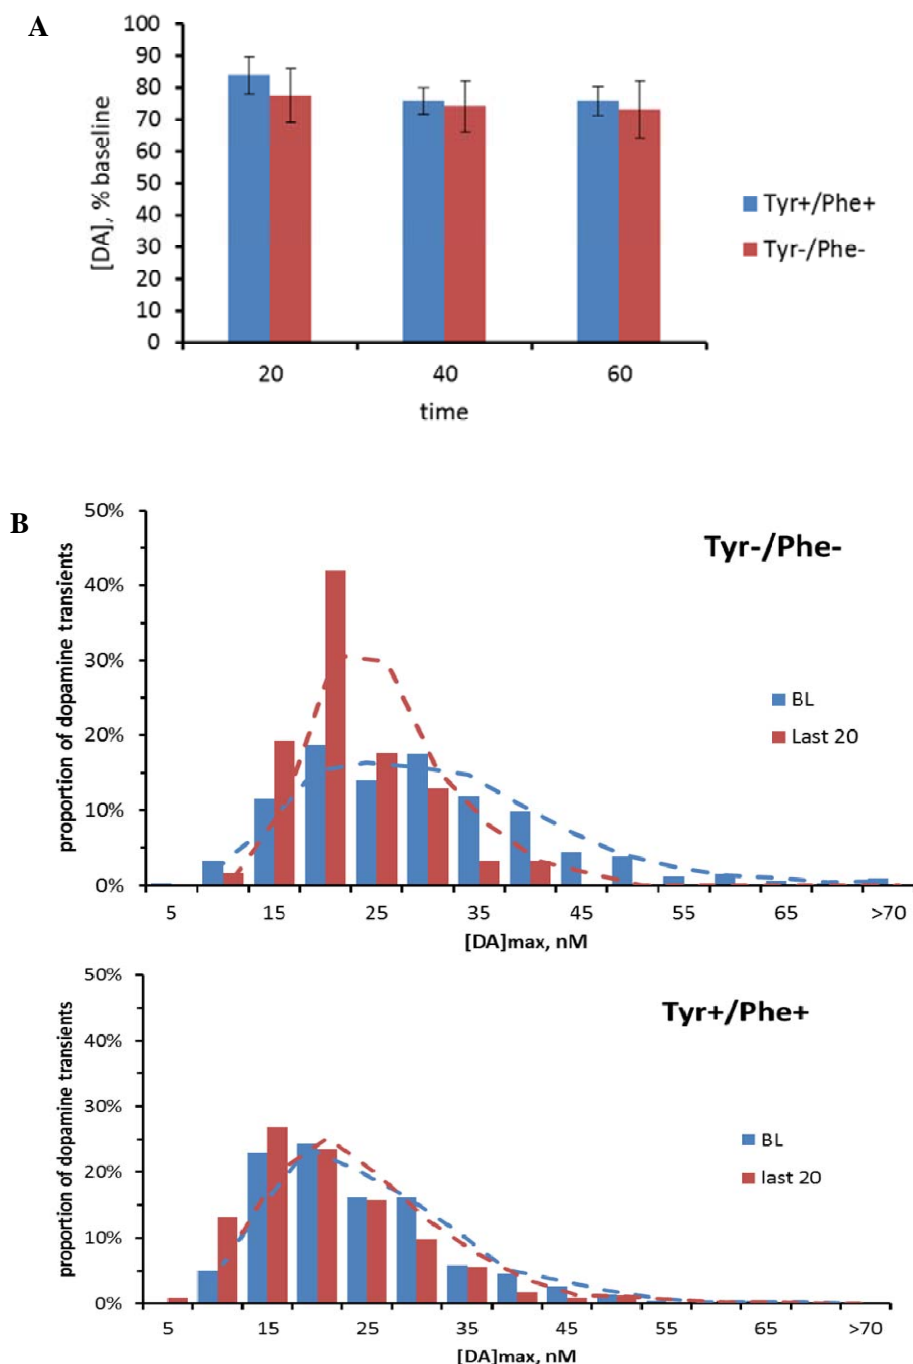 A
100
90
80
70
60
50
40
30
20
10
0
[DA], % baseline
20 40 60
time
Tyr+/Phe+
Tyr-/Phe-
B
Tyr-/Phe-
50%
40%
30%
20%
10%
0%
proportion of dopamine transients
BL
Last 20
5 15 25 35 45 55 65 >70
[DA]max, nM
Tyr+/Phe+
50%
40%
30%
20%
10%
0%
proportion of dopamine transients
BL
last 20
5 15 25 35 45 55 65 >70
[DA]max, nM